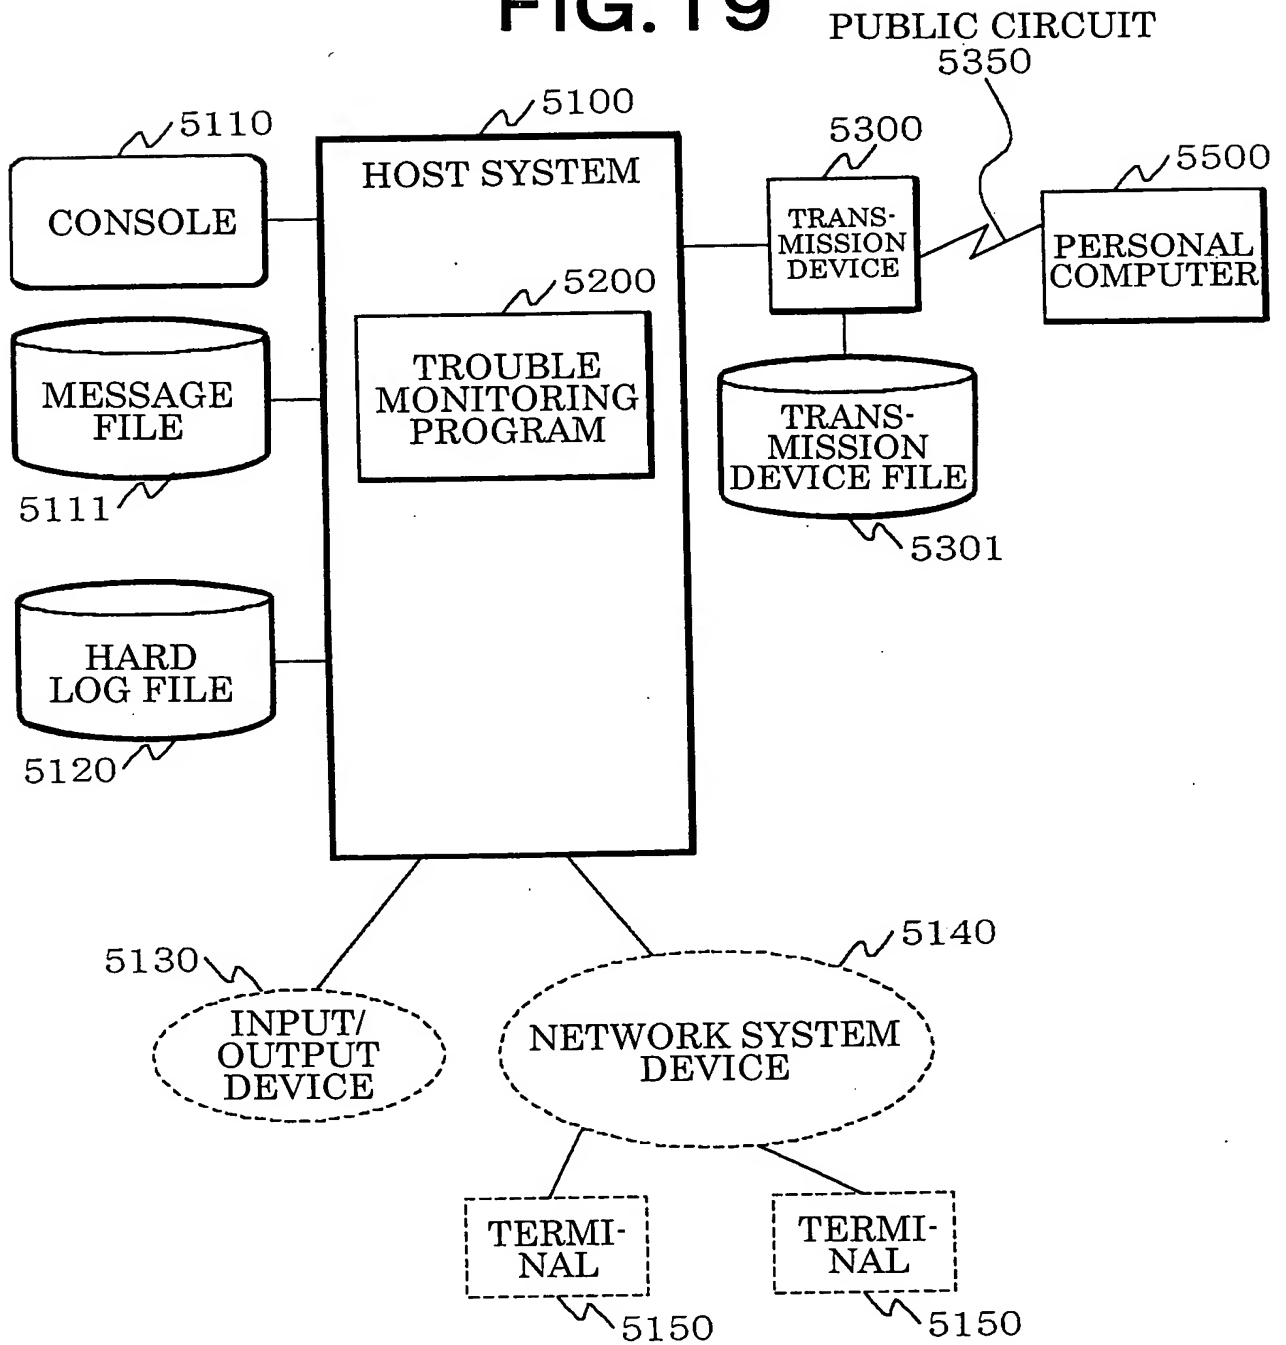 FIG. 19
PUBLIC CIRCUIT
5350
5110
5100
5300
5500
CONSOLE
HOST SYSTEM
TRANS-
MISSION
DEVICE
PERSONAL
COMPUTER
5200
MESSAGE
FILE
TROUBLE
MONITORING
PROGRAM
TRANS-
MISSION
DEVICE FILE
5111
5301
HARD
LOG FILE
5120
5130
5140
INPUT/
OUTPUT
DEVICE
NETWORK SYSTEM
DEVICE
TERMI-
NAL
TERMI-
NAL
5150
5150